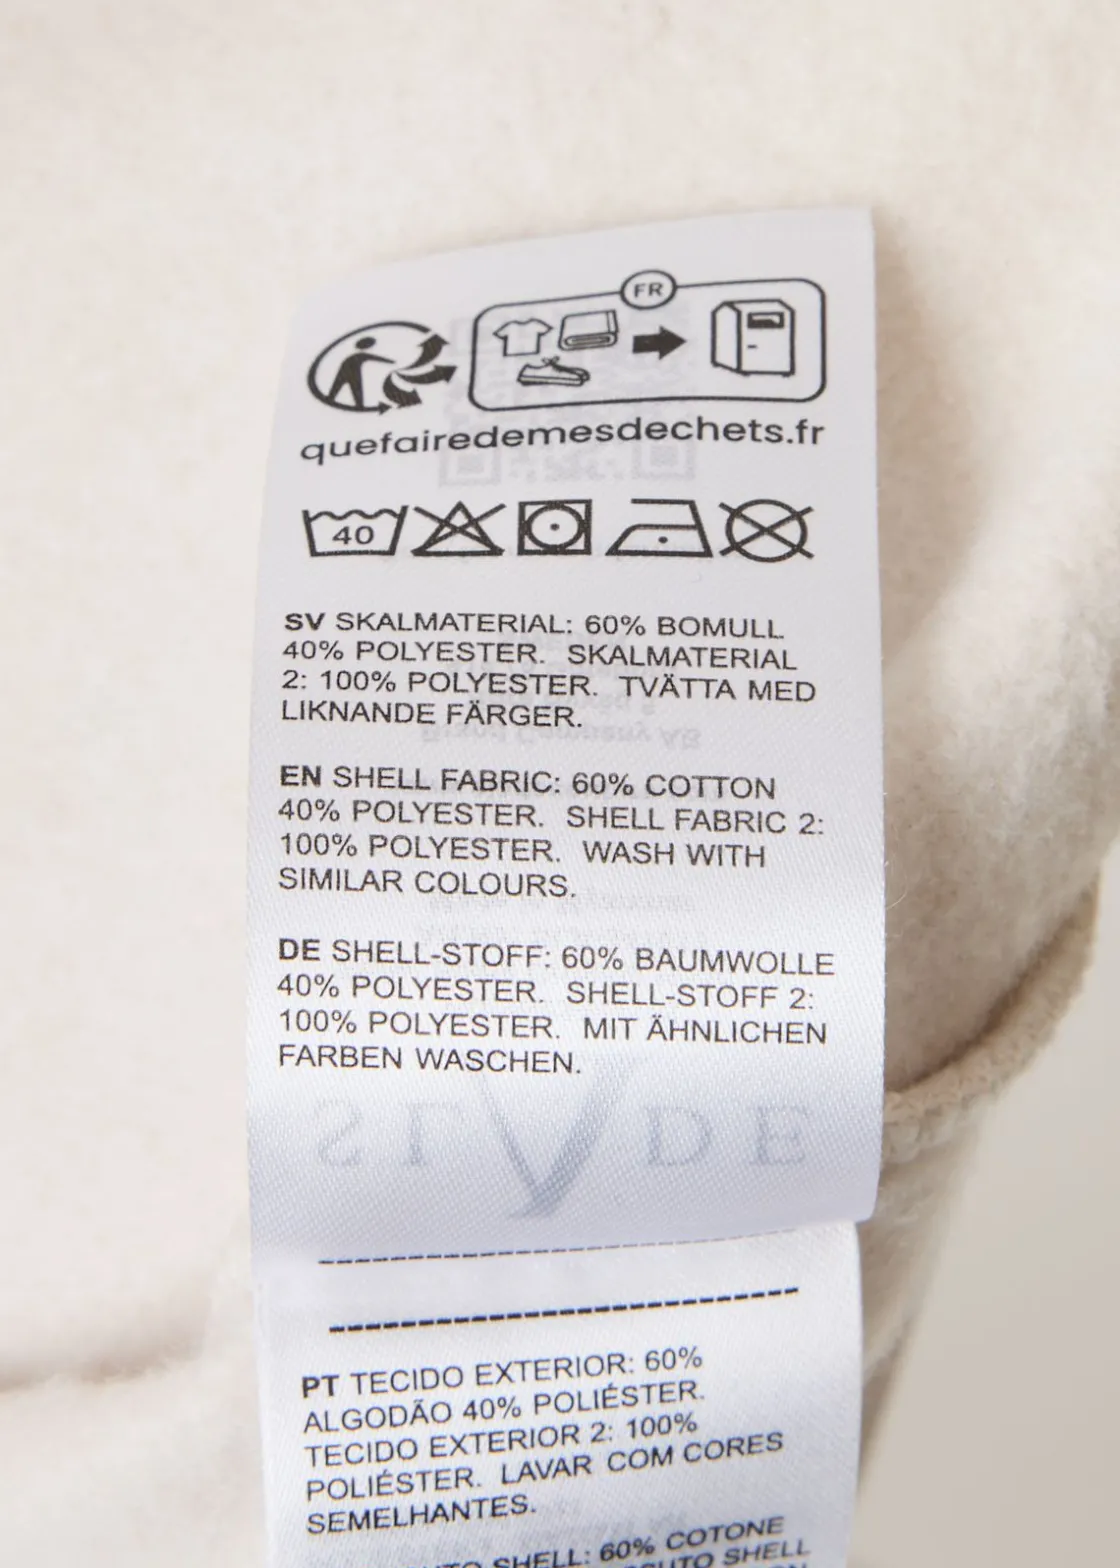 FR
quefairedemesdechets.fr
40
SV SKALMATERIAL: 60% BOMULL
40% POLYESTER. SKALMATERIAL
2: 100% POLYESTER. TVÄTTA MED
LIKNANDE FÄRGER.
EN SHELL FABRIC: 60% COTTON
40% POLYESTER. SHELL FABRIC 2:
100% POLYESTER. WASH WITH
SIMILAR COLOURS.
DE SHELL-STOFF: 60% BAUMWOLLE
40% POLYESTER. SHELL-STOFF 2:
100% POLYESTER. MIT ÄHNLICHEN
FARBEN WASCHEN.
PT TECIDO EXTERIOR: 60%
ALGODÃO 40% POLIÉSTER.
TECIDO EXTERIOR 2: 100%
POLIÉSTER. LAVAR COM CORES
SEMELHANTES.
SHELL: 60% COTONE
SHELL